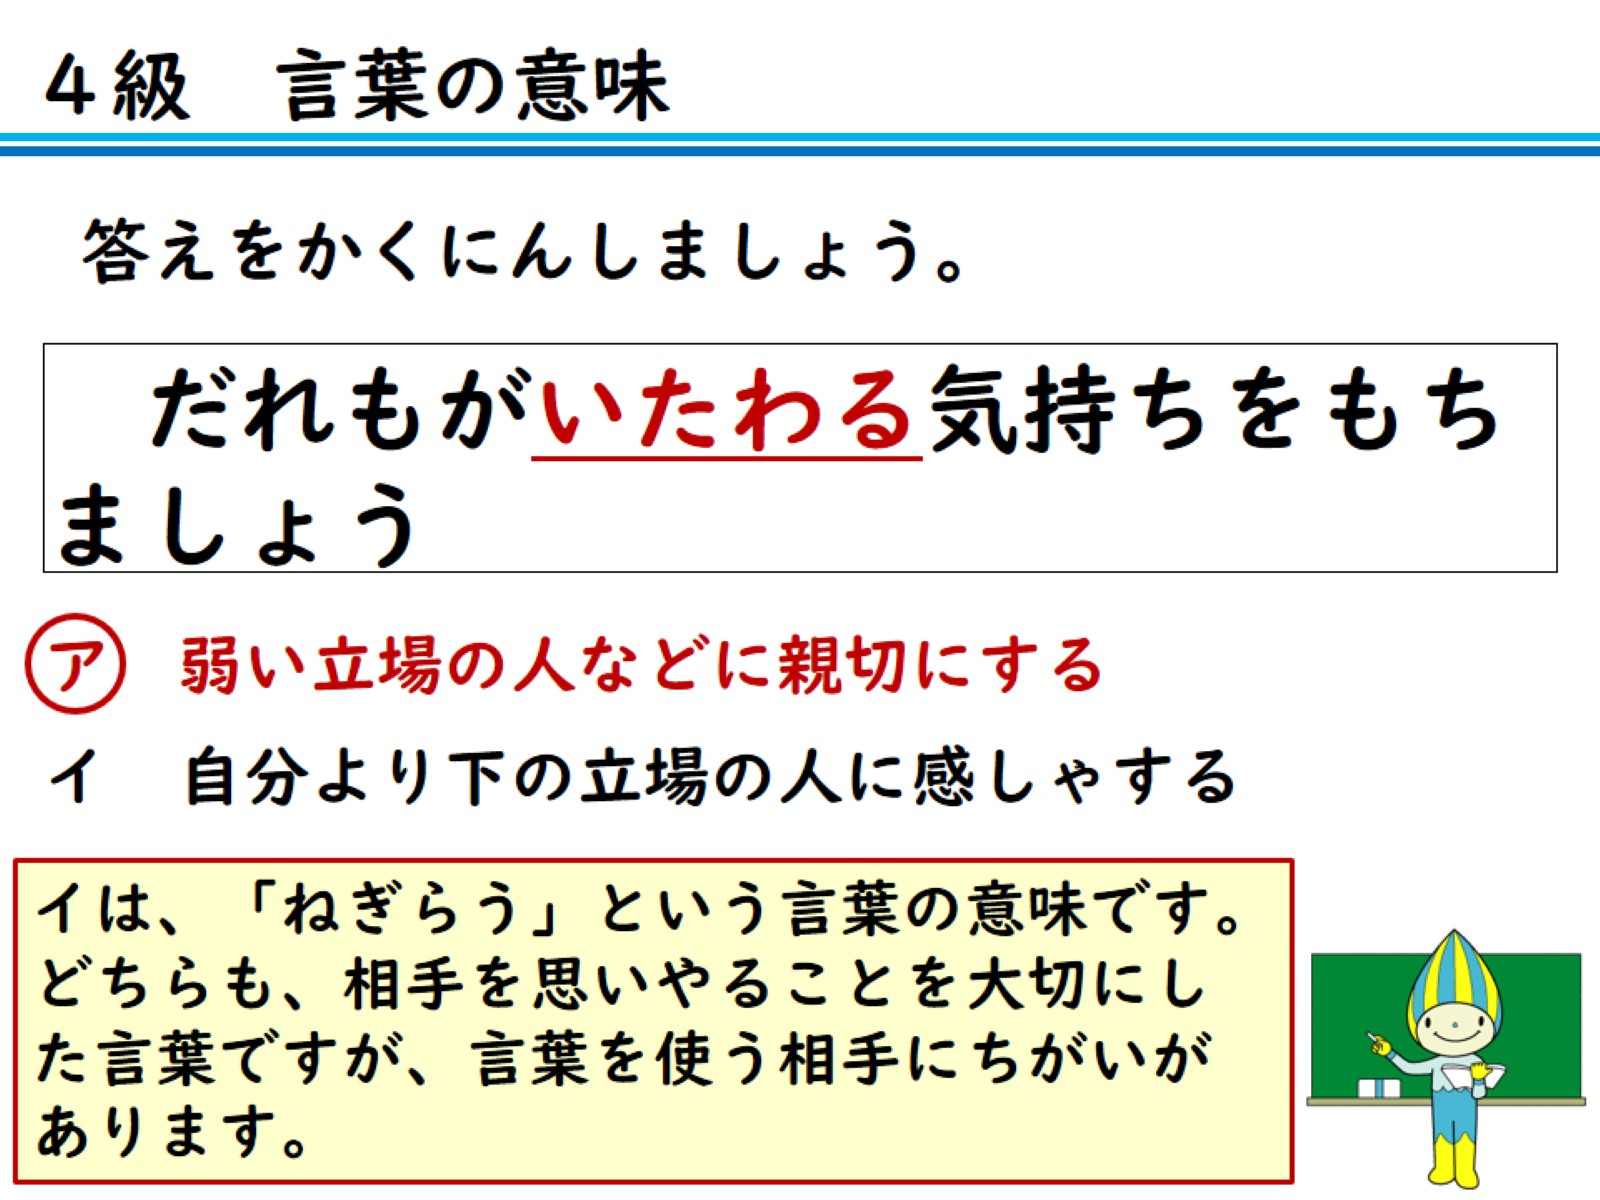 ４級　言葉の意味
答えをかくにんしましょう。
だれもがいたわる気持ちをもち
ましょう
ア　弱い立場の人などに親切にする
イ　自分より下の立場の人に感しゃする
イは、「ねぎらう」という言葉の意味です。
どちらも、相手を思いやることを大切にし
た言葉ですが、言葉を使う相手にちがいが
あります。